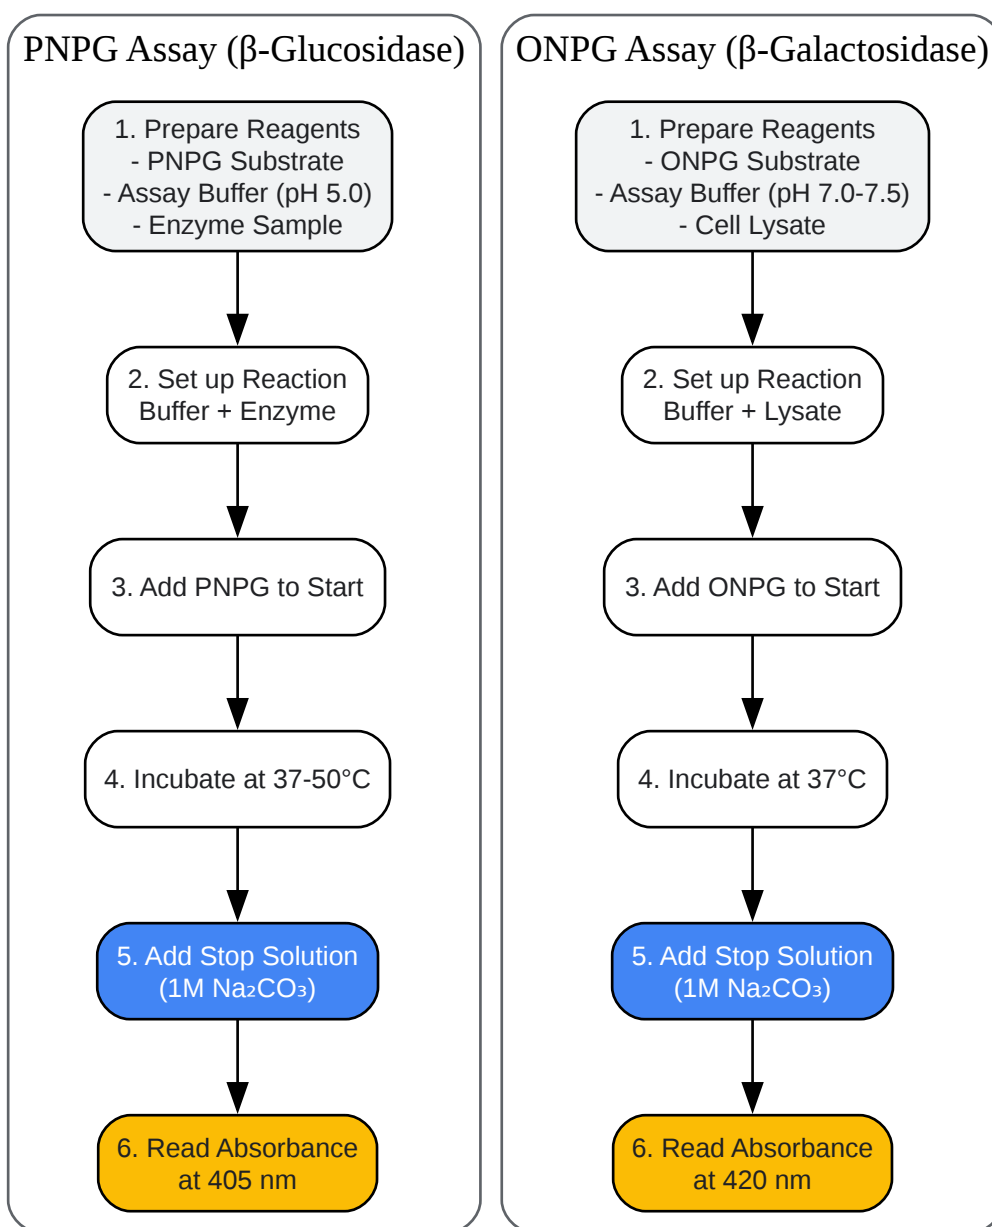 PNPG Assay (β-Glucosidase)
1. Prepare Reagents
- PNPG Substrate
- Assay Buffer (pH 5.0)
- Enzyme Sample
2. Set up Reaction
Buffer + Enzyme
3. Add PNPG to Start
4. Incubate at 37-50°C
5. Add Stop Solution
(1M Na₂CO₃)
6. Read Absorbance
at 405 nm
ONPG Assay (β-Galactosidase)
1. Prepare Reagents
- ONPG Substrate
- Assay Buffer (pH 7.0-7.5)
- Cell Lysate
2. Set up Reaction
Buffer + Lysate
3. Add ONPG to Start
4. Incubate at 37°C
5. Add Stop Solution
(1M Na₂CO₃)
6. Read Absorbance
at 420 nm